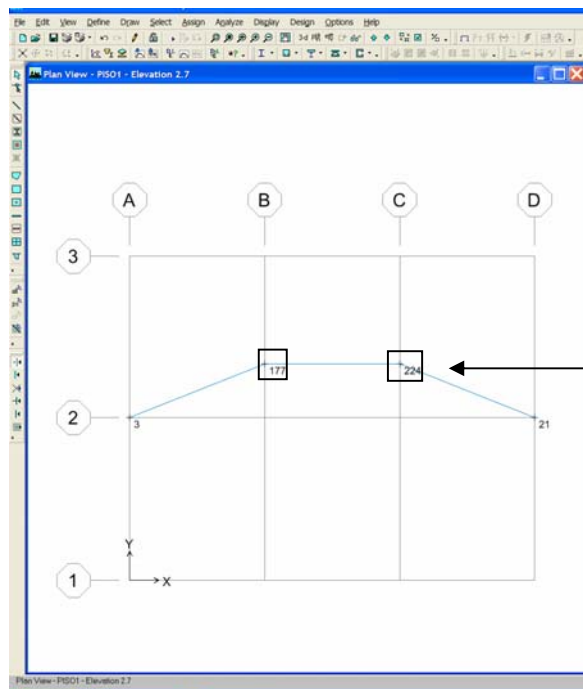 File Edit View Define Draw Select Assign Analyze Display Design Options Help
Plan View - PISO1 - Elevation 2.7
A B C D
3
177 224
2
3 21
Y
1
X
Plan View - PISO1 - Elevation 2.7